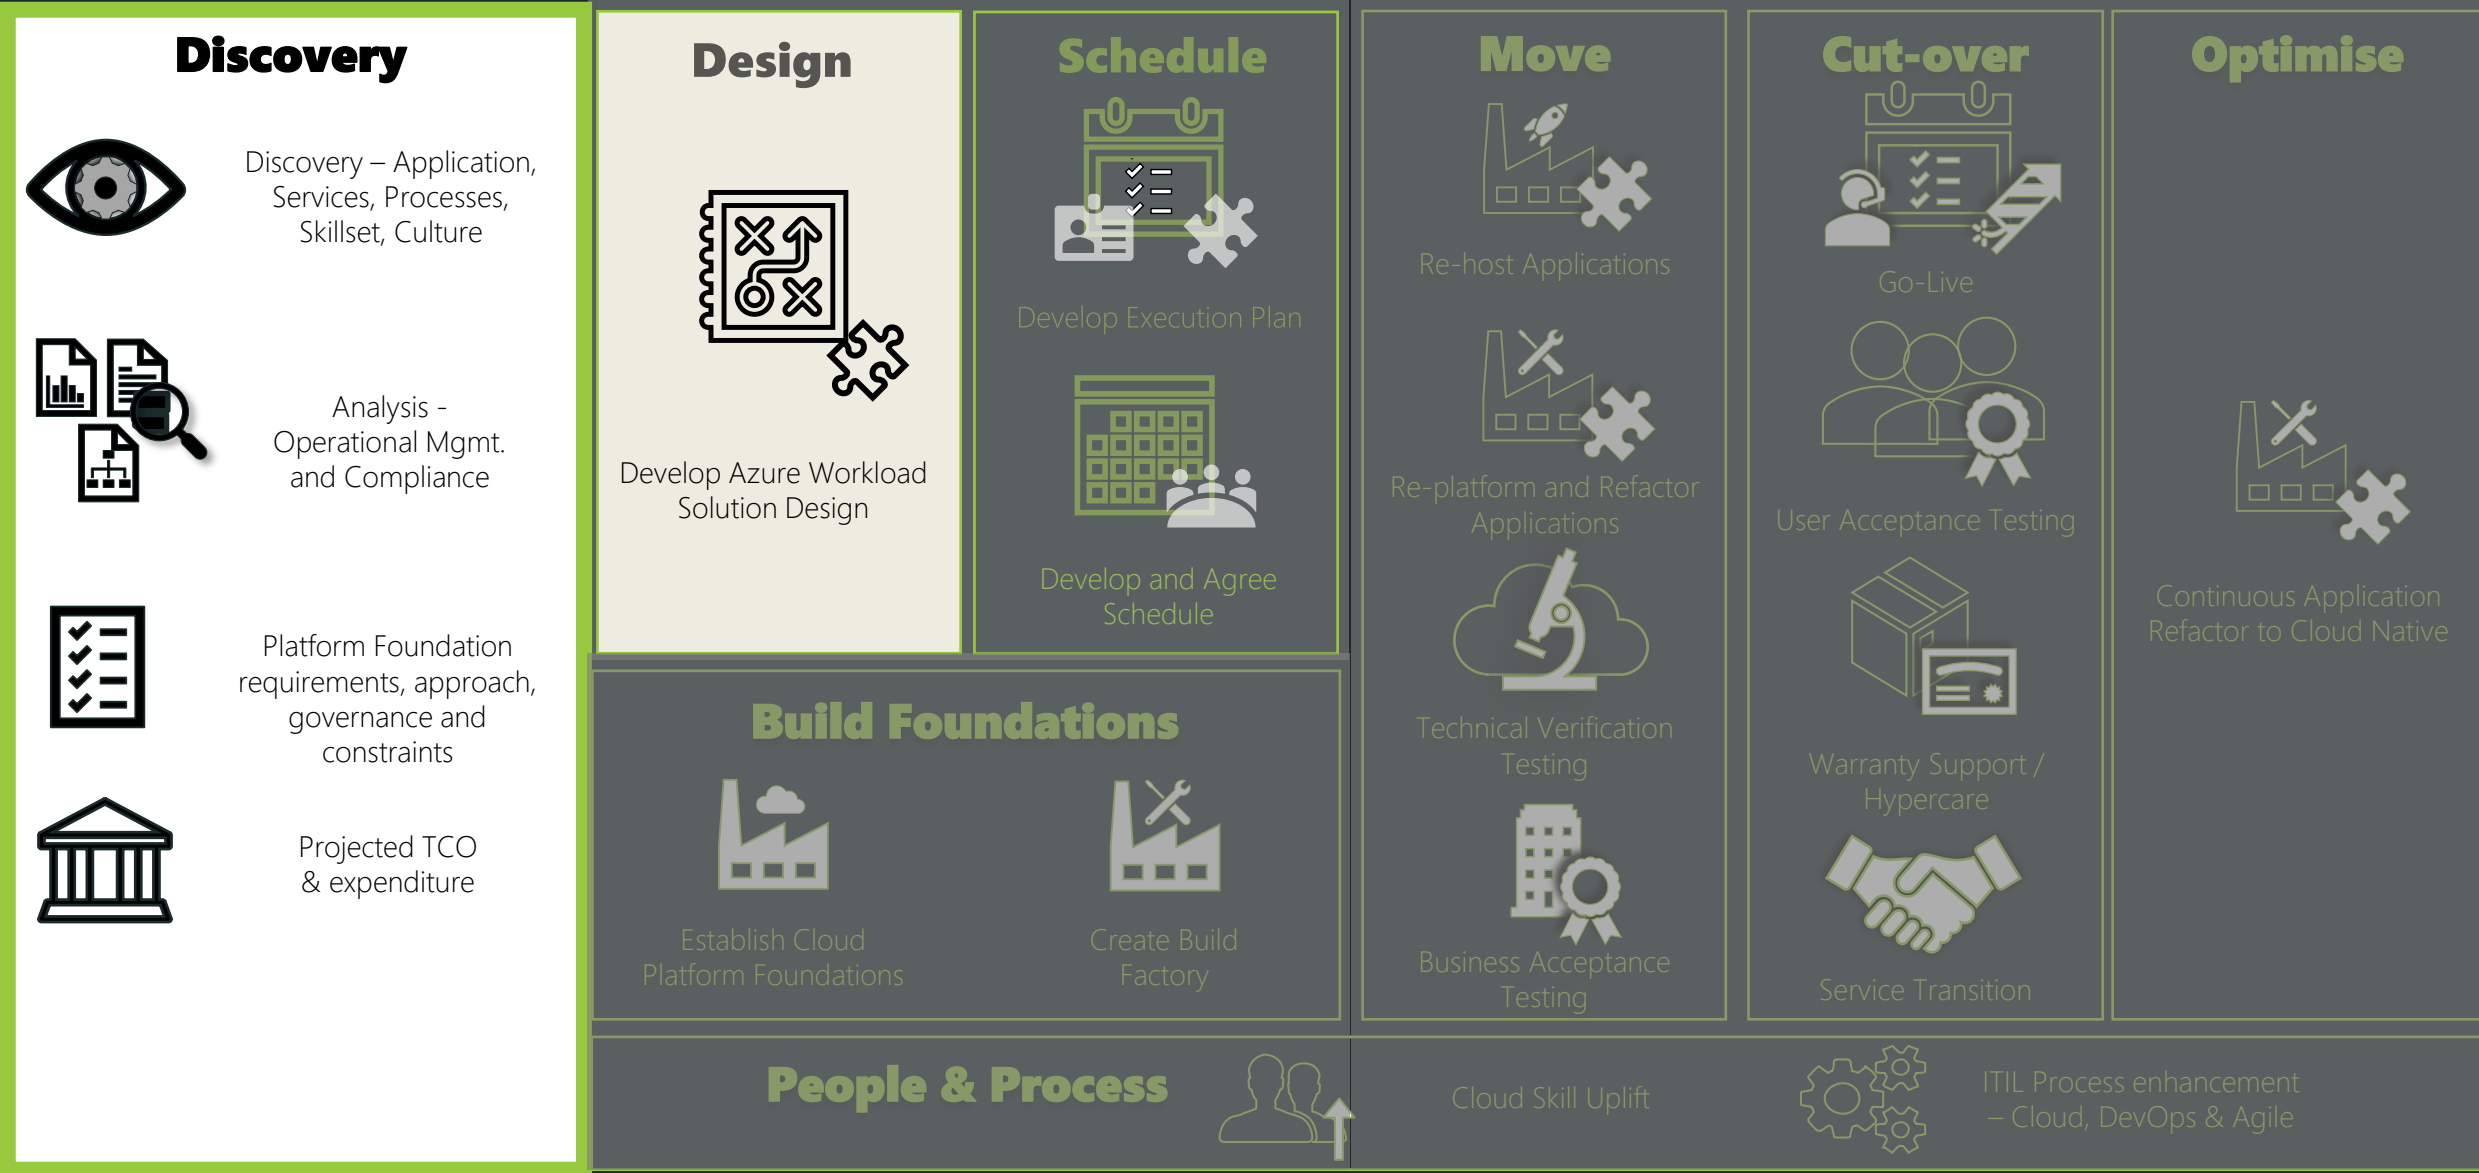 Discovery
Discovery – Application,
Services, Processes,
Skillset, Culture
Analysis -
Operational Mgmt.
and Compliance
Platform Foundation
requirements, approach,
governance and
constraints
Projected TCO
& expenditure
Design
Develop Azure Workload
Solution Design
Schedule
Develop Execution Plan
Develop and Agree
Schedule
Build Foundations
Establish Cloud
Platform Foundations
Create Build
Factory
Move
Re-host Applications
Re-platform and Refactor
Applications
Technical Verification
Testing
Business Acceptance
Testing
Cut-over
Go-Live
User Acceptance Testing
Warranty Support /
Hypercare
Service Transition
Optimise
Continuous Application
Refactor to Cloud Native
People & Process
Cloud Skill Uplift
ITIL Process enhancement
– Cloud, DevOps & Agile